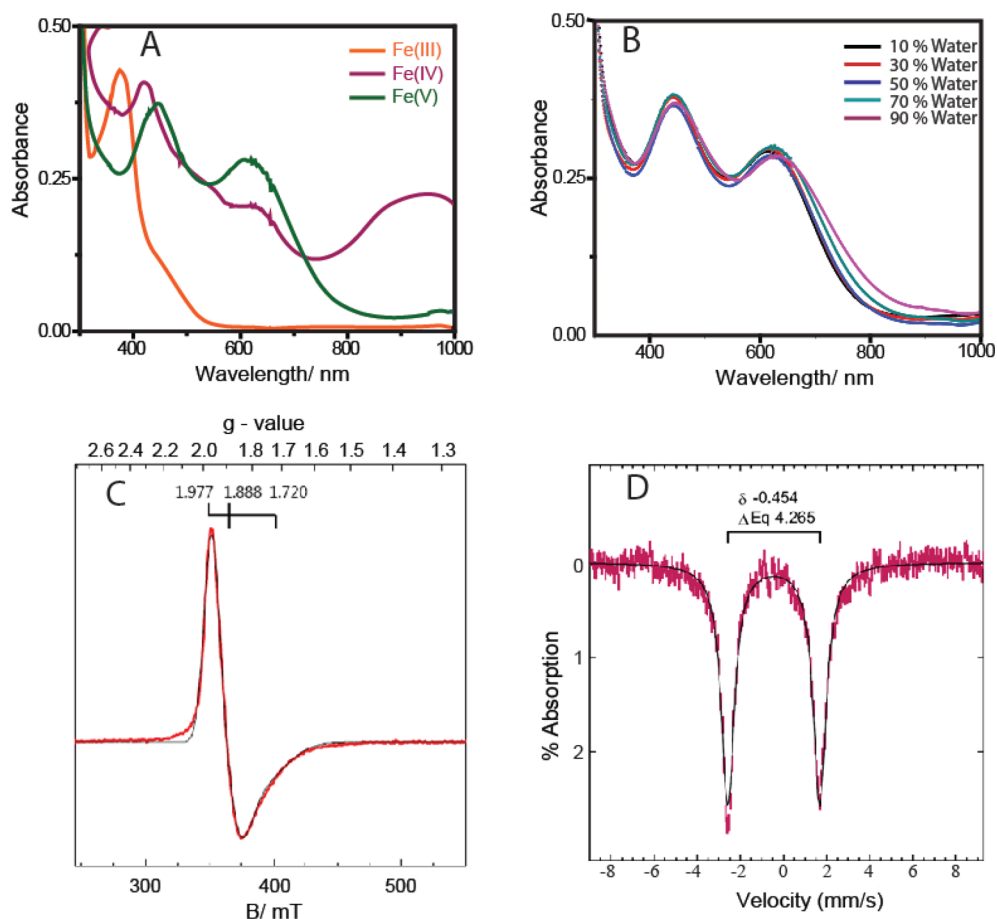 A
Fe(III)
Fe(IV)
Fe(V)
0.50
0.25
0.00
Absorbance
400 600 800 1000
Wavelength/ nm
B
10 % Water
30 % Water
50 % Water
70 % Water
90 % Water
0.50
0.25
0.00
Absorbance
400 600 800 1000
Wavelength/ nm
g - value
2.6 2.4 2.2 2.0 1.8 1.7 1.6 1.5 1.4 1.3
C
1.977 1.888 1.720
300 400 500
B/ mT
D
δ -0.454
Δ Eq 4.265
0
1
2
% Absorption
-8 -6 -4 -2 0 2 4 6 8
Velocity (mm/s)